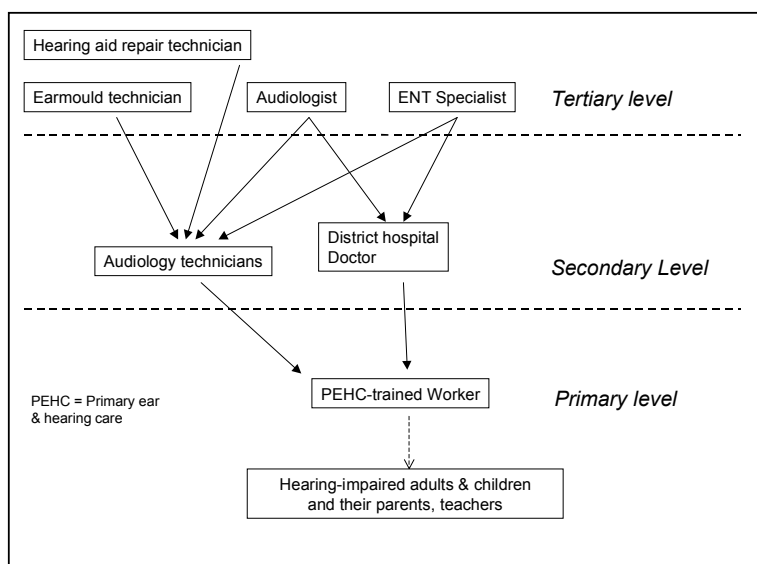 Hearing aid repair technician
Earmould technician
Audiologist
ENT Specialist
Tertiary level
Audiology technicians
District hospital
Doctor
Secondary Level
PEHC = Primary ear
& hearing care
PEHC-trained Worker
Primary level
Hearing-impaired adults & children
and their parents, teachers